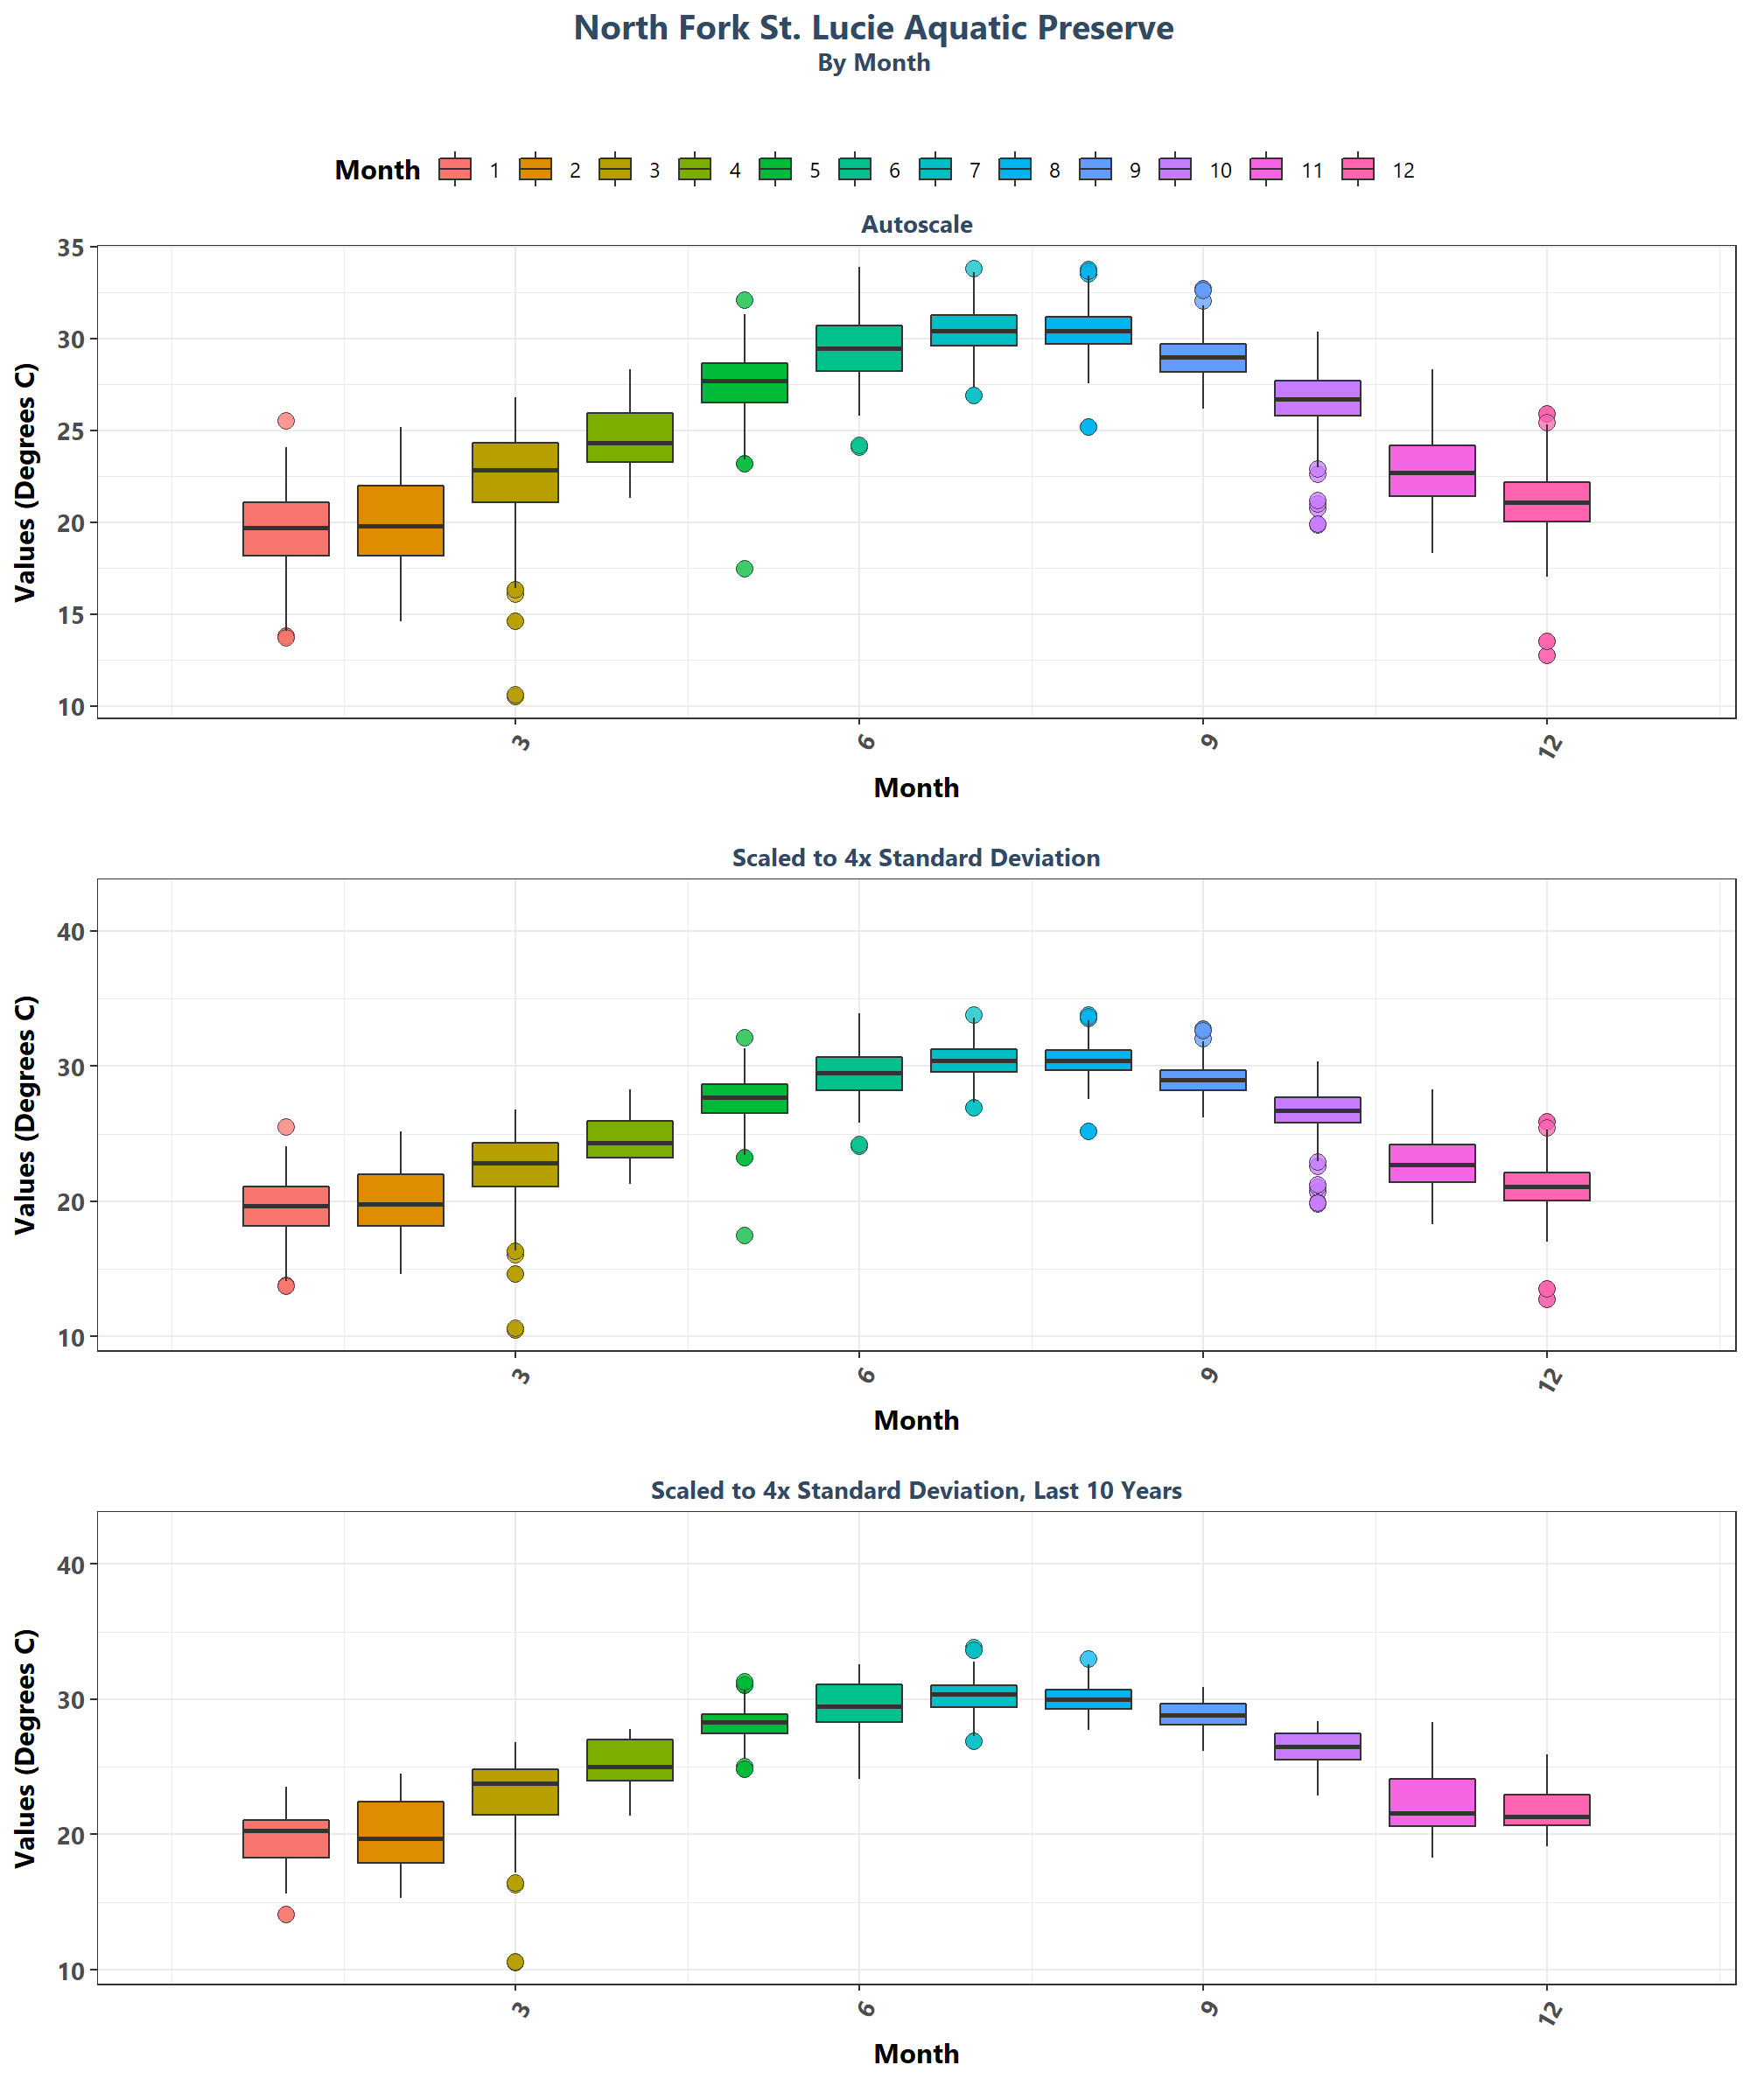 North Fork St. Lucie Aquatic Preserve
By Month
Month 1 2 3 4 5 6 7 8 9 10 11 12
Autoscale
Values (Degrees C)
35
30
25
20
15
10
3 6 9 12
Month
Scaled to 4x Standard Deviation
Values (Degrees C)
40
30
20
10
3 6 9 12
Month
Scaled to 4x Standard Deviation, Last 10 Years
Values (Degrees C)
40
30
20
10
3 6 9 12
Month